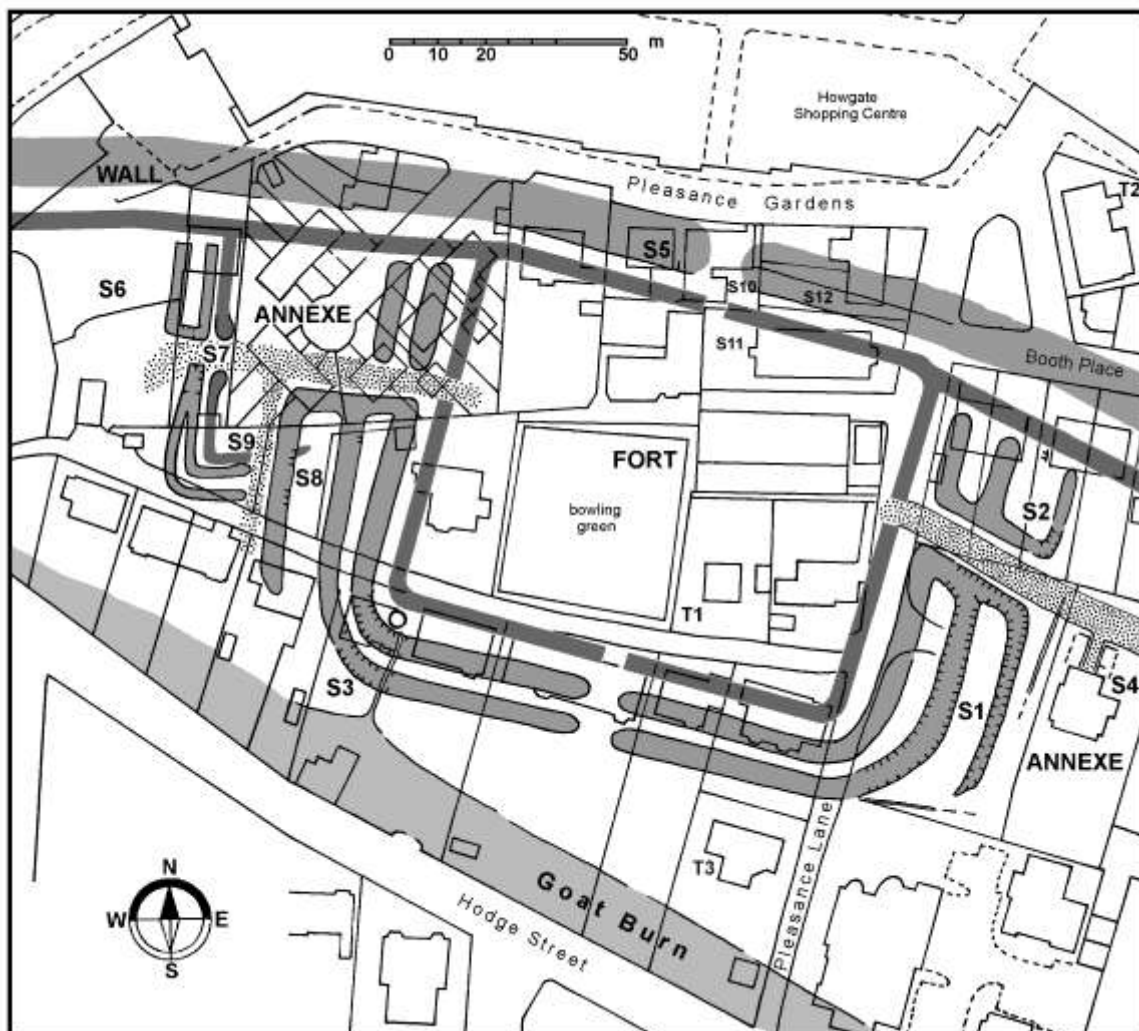 m
0 10 20 50
Howgate
Shopping Centre
WALL
Pleasance Gardens
T2
S5
S6
S10
S12
ANNEXE
S11
S7
Booth Place
S9
S8
FORT
bowling
green
S2
T1
S3
S4
S1
ANNEXE
T3
Pleasance Lane
Goat Burn
Hodge Street
N
W
E
S